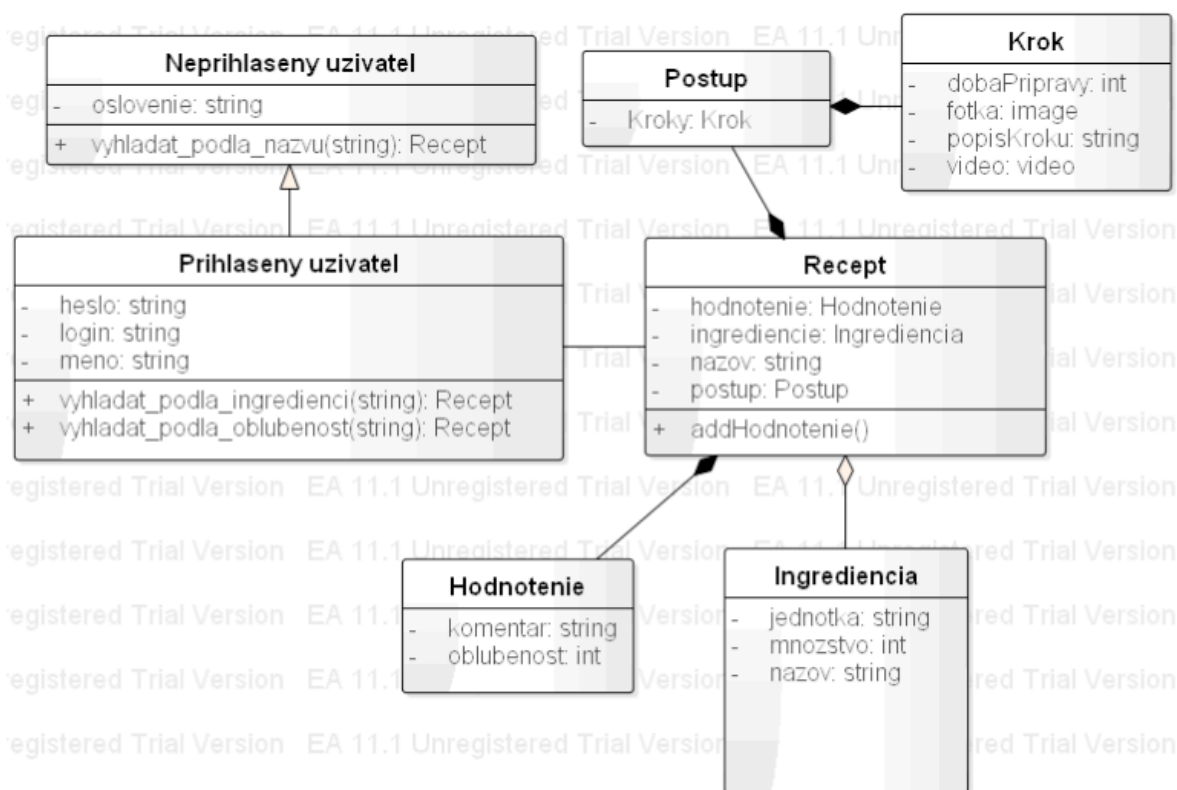 Neprihlaseny uzivatel
- oslovenie: string
+ vyhladat_podla_nazvu(string): Recept
Postup
- Kroky: Krok
Krok
- dobaPripravy: int
- fotka: image
- popisKroku: string
- video: video
Prihlaseny uzivatel
- heslo: string
- login: string
- meno: string
+ vyhladat_podla_ingredienci(string): Recept
+ vyhladat_podla_oblubenost(string): Recept
Recept
- hodnotenie: Hodnotenie
- ingrediencie: Ingrediencia
- nazov: string
- postup: Postup
+ addHodnotenie()
Hodnotenie
- komentar: string
- oblubenost: int
Ingrediencia
- jednotka: string
- mnozstvo: int
- nazov: string
EA 11.1 Unregistered Trial Version